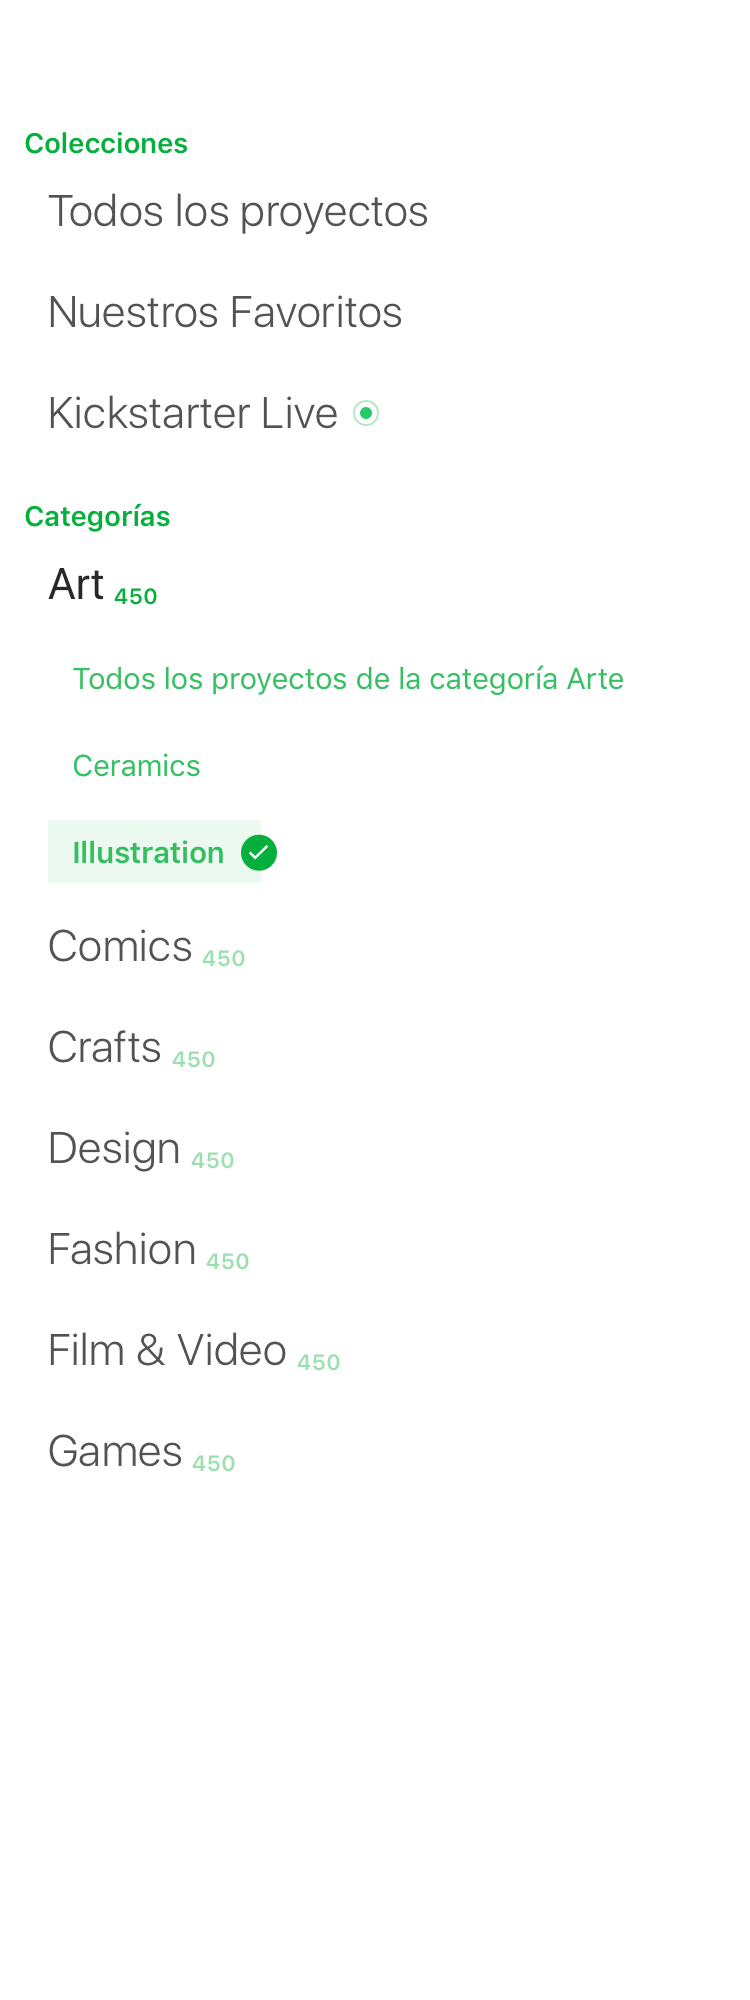 Colecciones
Todos los proyectos
Nuestros Favoritos
Kickstarter Live
Categorías
Art 450
Todos los proyectos de la categoría Arte
Ceramics
Illustration
Comics 450
Crafts 450
Design 450
Fashion 450
Film & Video 450
Games 450